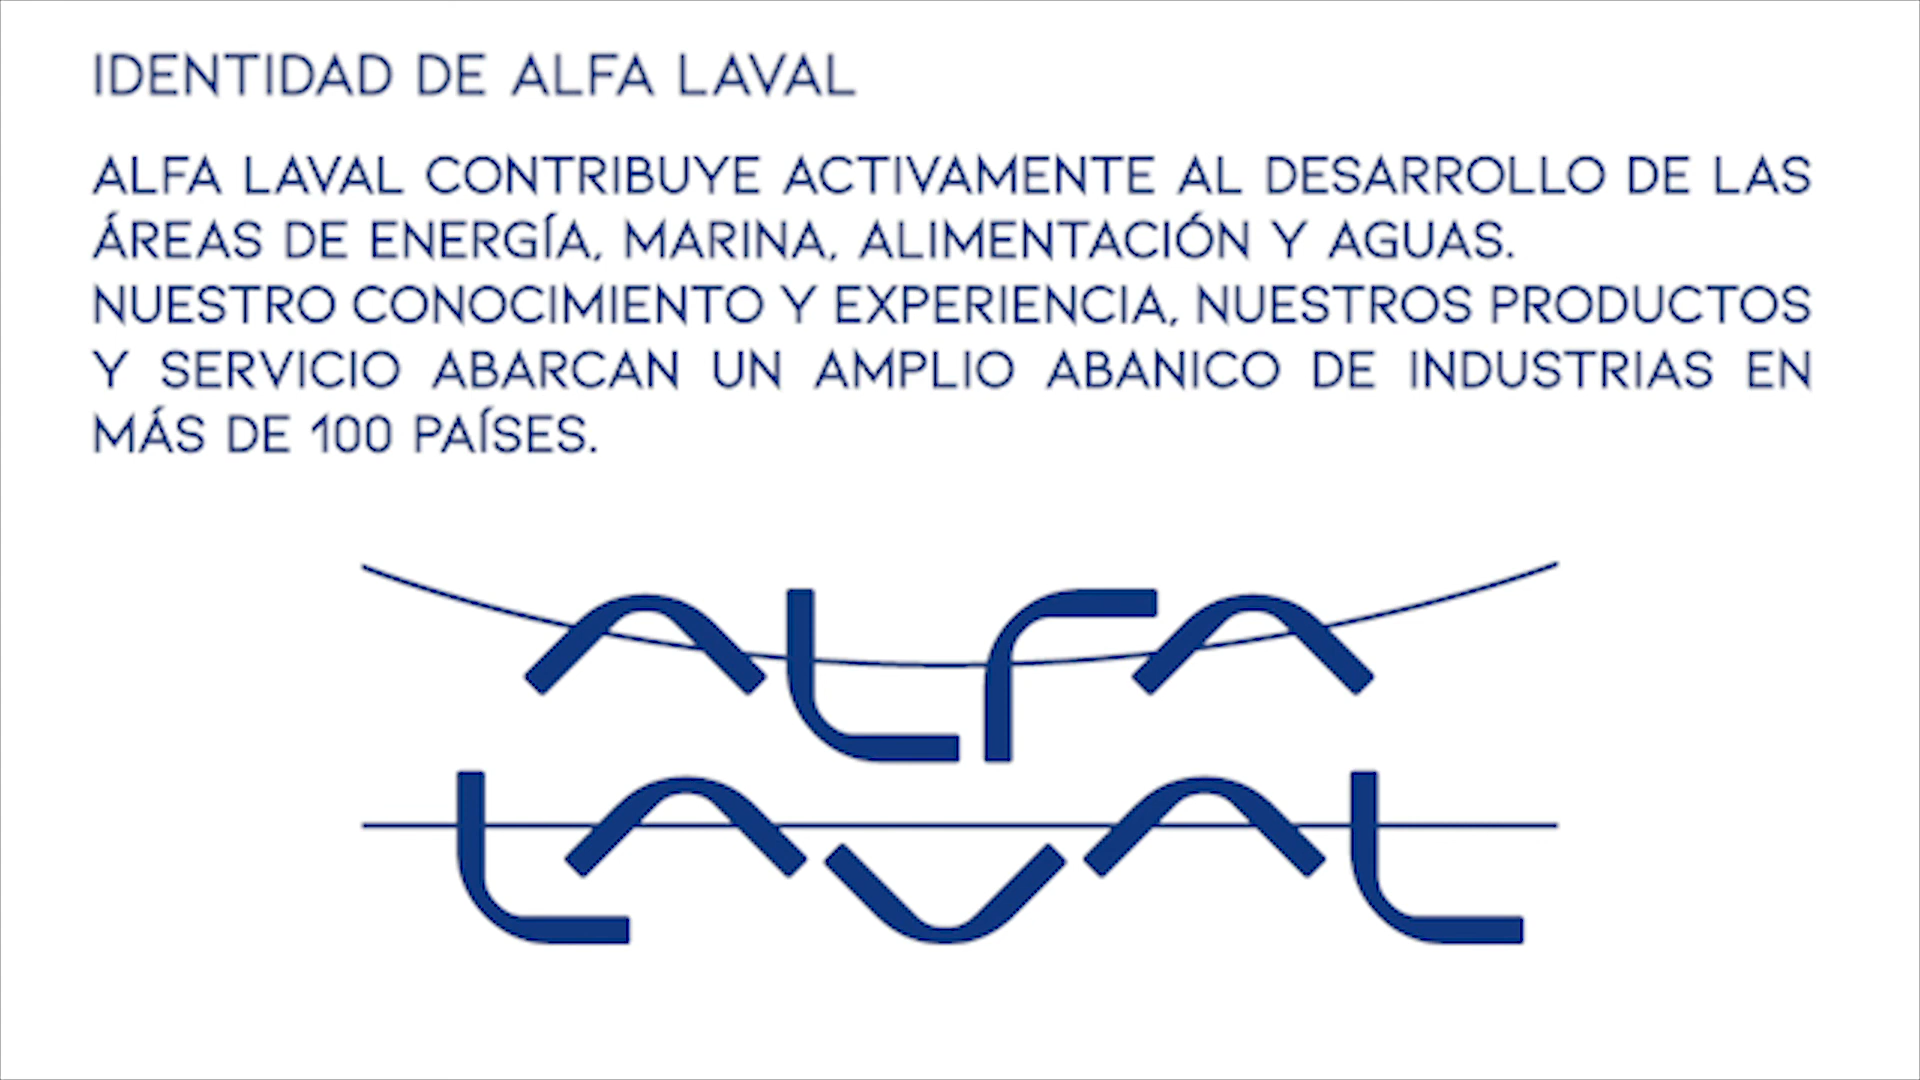 IDENTIDAD DE ALFA LAVAL
ALFA LAVAL CONTRIBUYE ACTIVAMENTE AL DESARROLLO DE LAS
ÁREAS DE ENERGÍA, MARINA, ALIMENTACIÓN Y AGUAS.
NUESTRO CONOCIMIENTO Y EXPERIENCIA, NUESTROS PRODUCTOS
Y SERVICIO ABARCAN UN AMPLIO ABANICO DE INDUSTRIAS EN
MÁS DE 100 PAÍSES.
ALFA
LAVAL